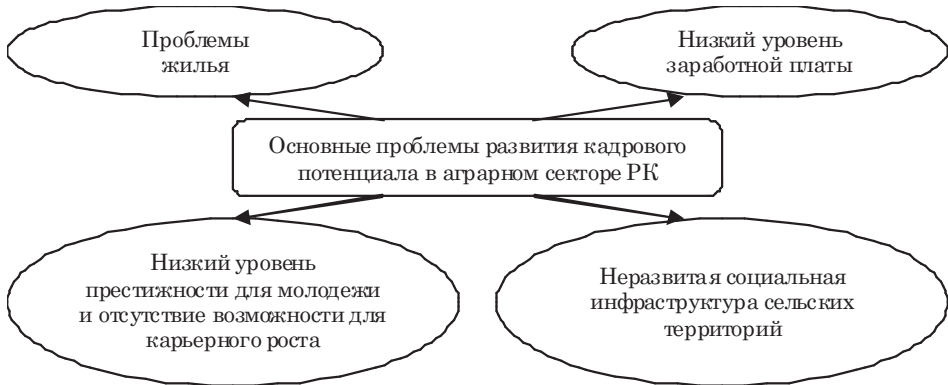 Проблемы
жилья
Низкий уровень
заработной платы
Основные проблемы развития кадрового
потенциала в аграрном секторе РК
Низкий уровень
престижности для молодежи
и отсутствие возможности для
карьерного роста
Неразвитая социальная
инфраструктура сельских
территорий